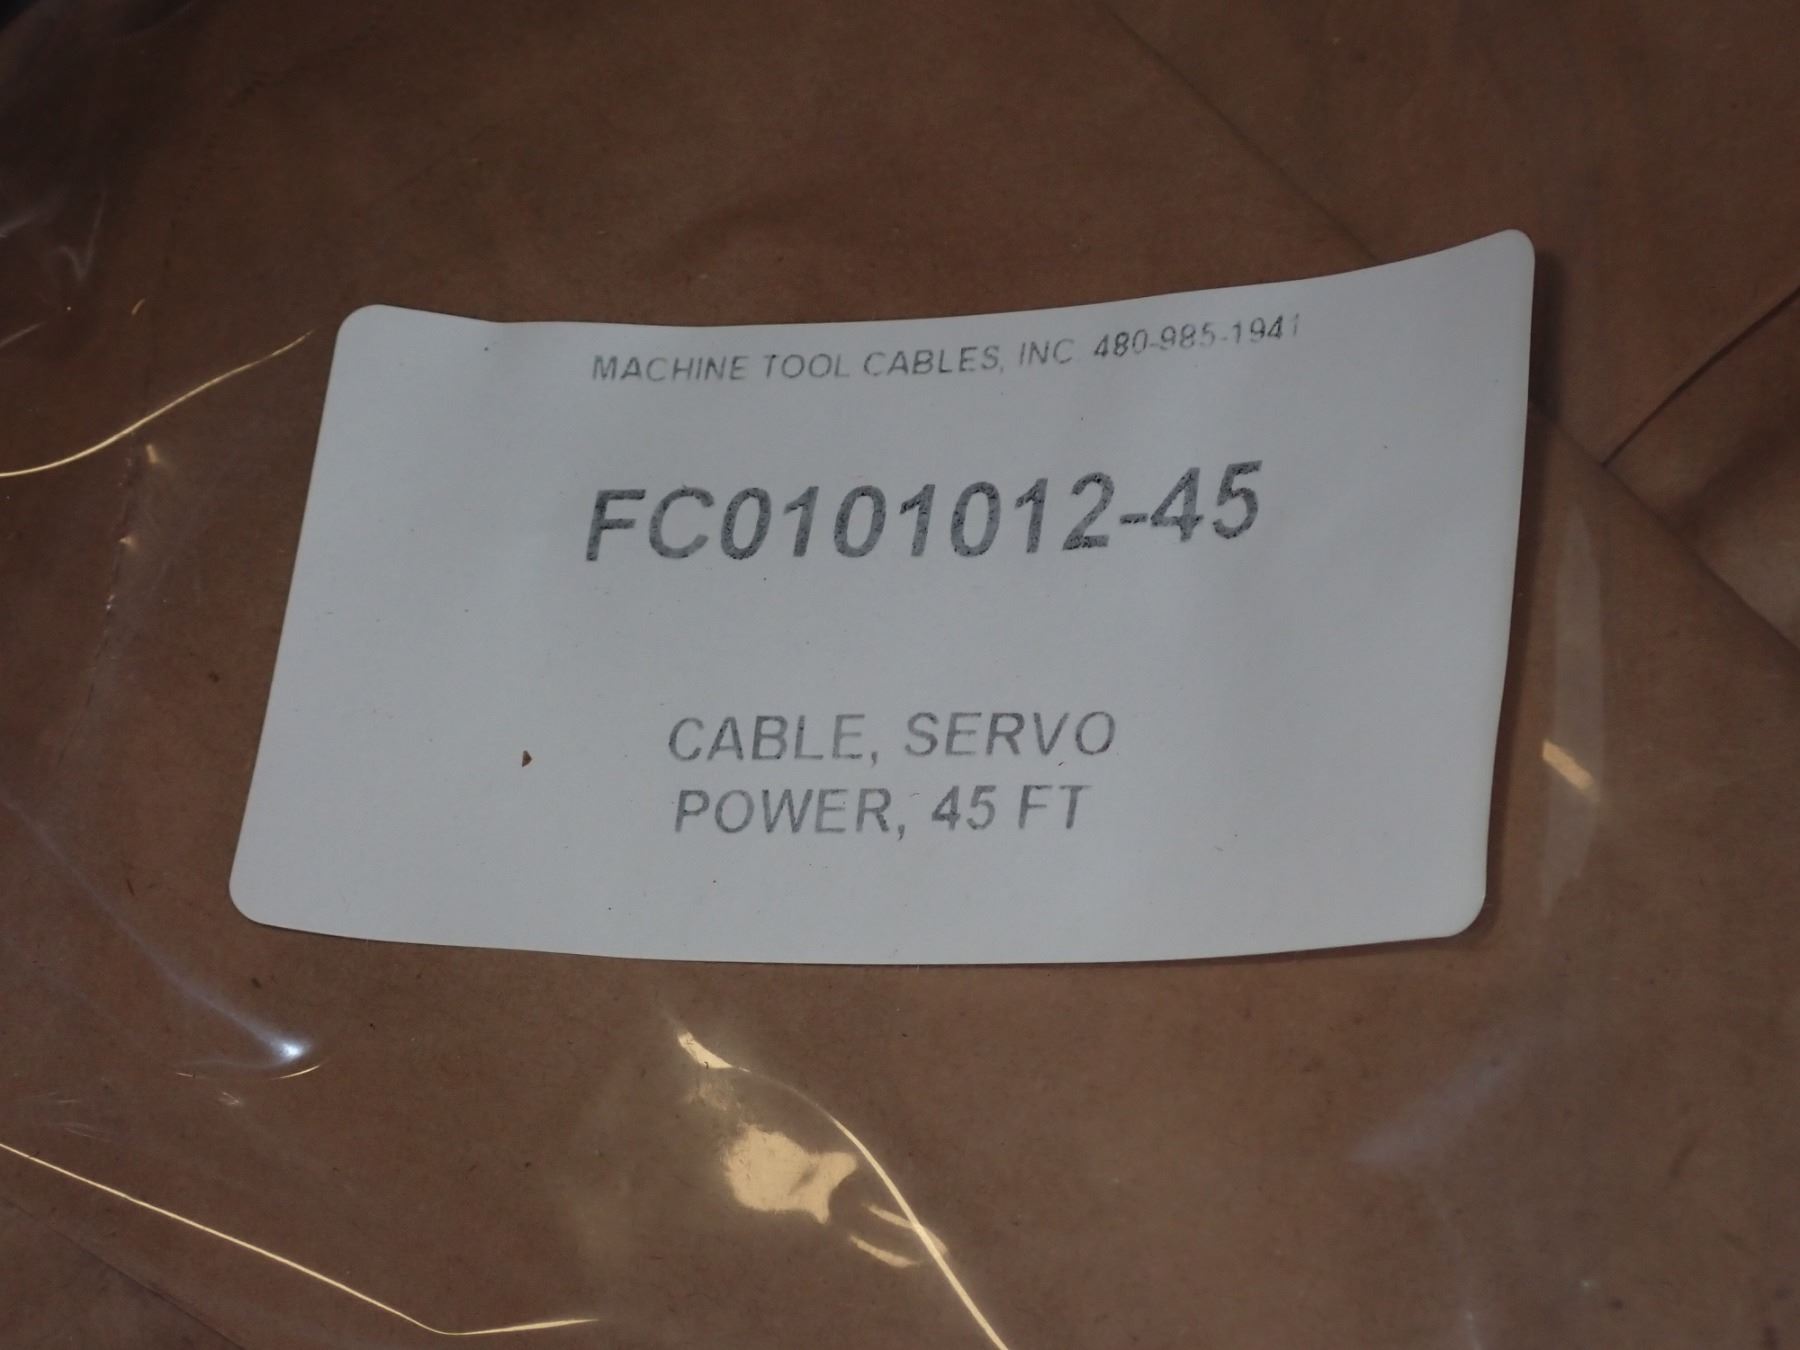 MACHINE TOOL CABLES, INC 480-985-1941
FC0101012-45
CABLE, SERVO
POWER, 45 FT